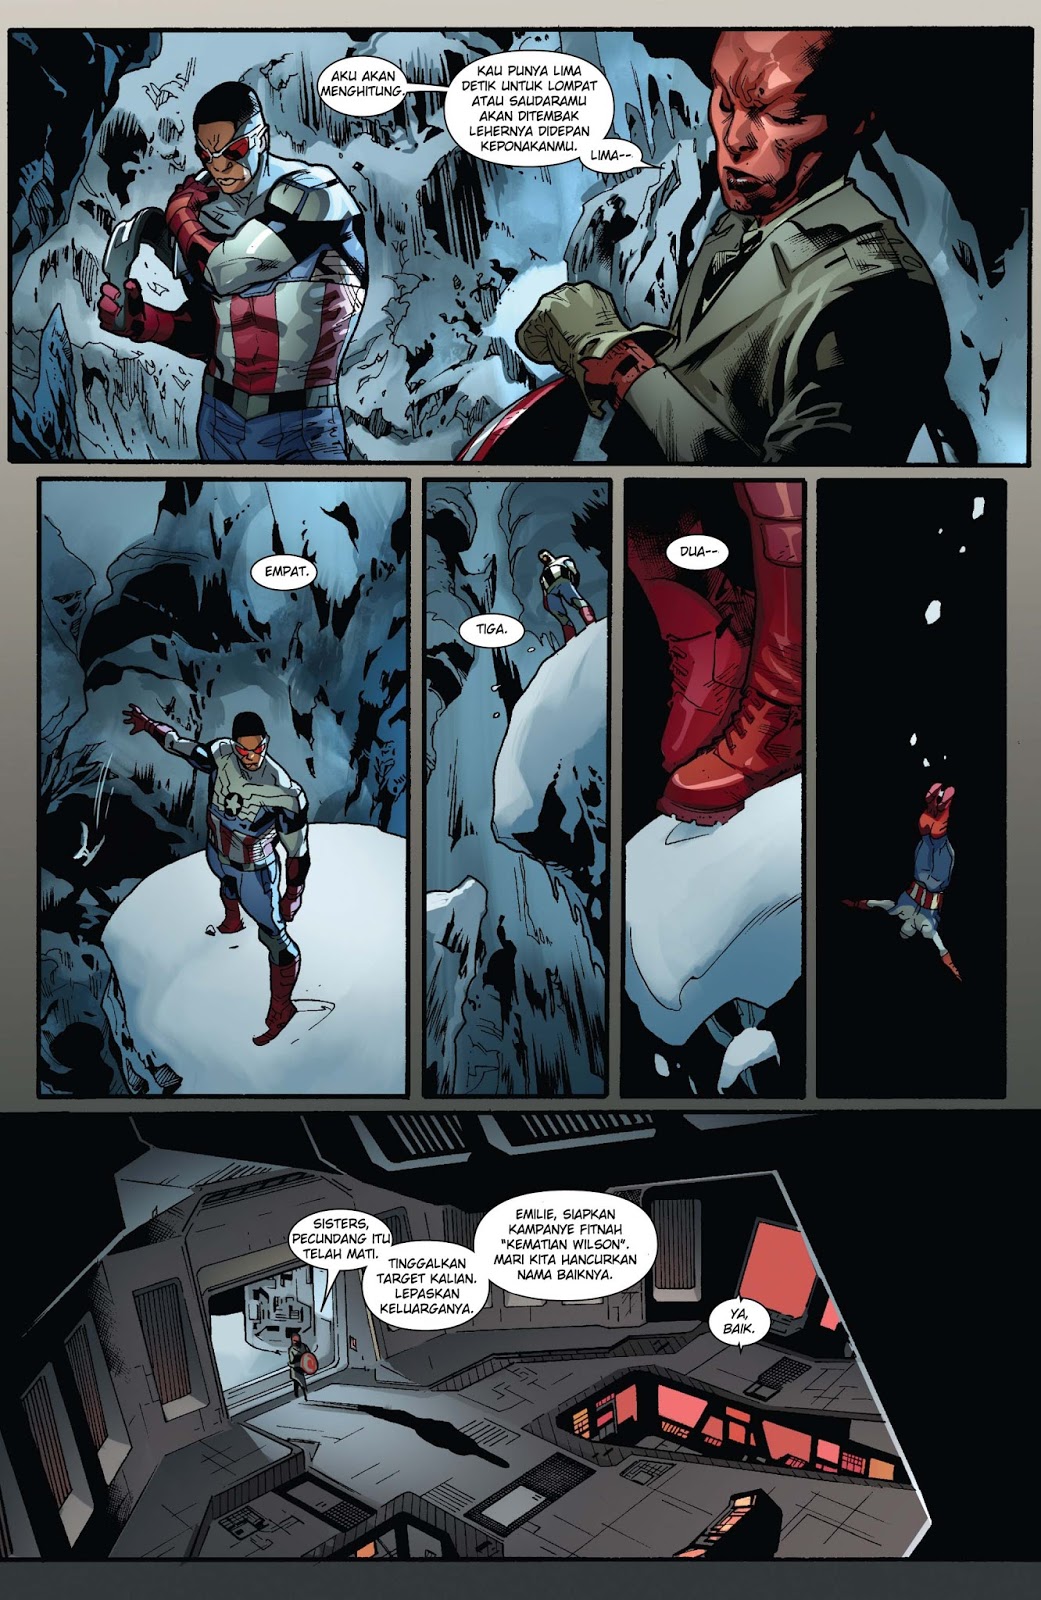 AKU AKAN
MENGHITUNG.
KAU PUNYA LIMA
DETIK UNTUK LOMPAT
ATAU SAUDARAMU
AKAN DITEMBAK
LEHERNYA DIDEPAN
KEPONAKANMU.
LIMA--
EMPAT.
TIGA.
DUA--
SISTERS,
PECUNDANG ITU
TELAH MATI.
TINGGALKAN
TARGET KALIAN.
LEPASKAN
KELUARGANYA.
EMILIE, SIAPKAN
KAMPANYE FITNAH
"KEMATIAN WILSON".
MARI KITA HANCURKAN
NAMA BAIKNYA.
YA,
BAIK.